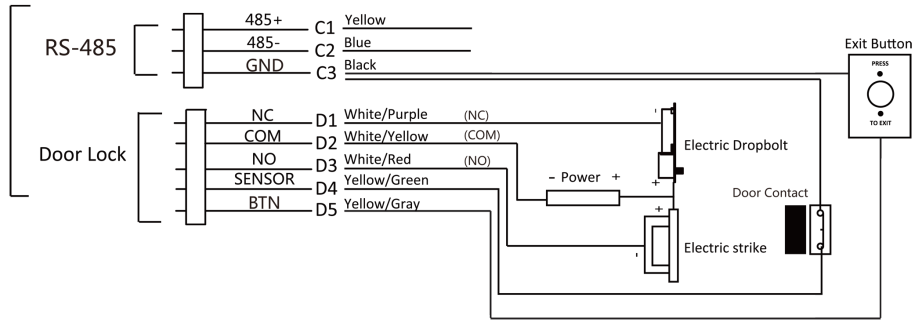 RS-485
485+ C1 Yellow
485- C2 Blue
GND C3 Black
Door Lock
NC D1 White/Purple (NC)
COM D2 White/Yellow (COM)
NO D3 White/Red (NO)
SENSOR D4 Yellow/Green
BTN D5 Yellow/Gray
Exit Button
PRESS
TO EXIT
-
Electric Dropbolt
+
- Power +
Door Contact
+
Electric strike
-